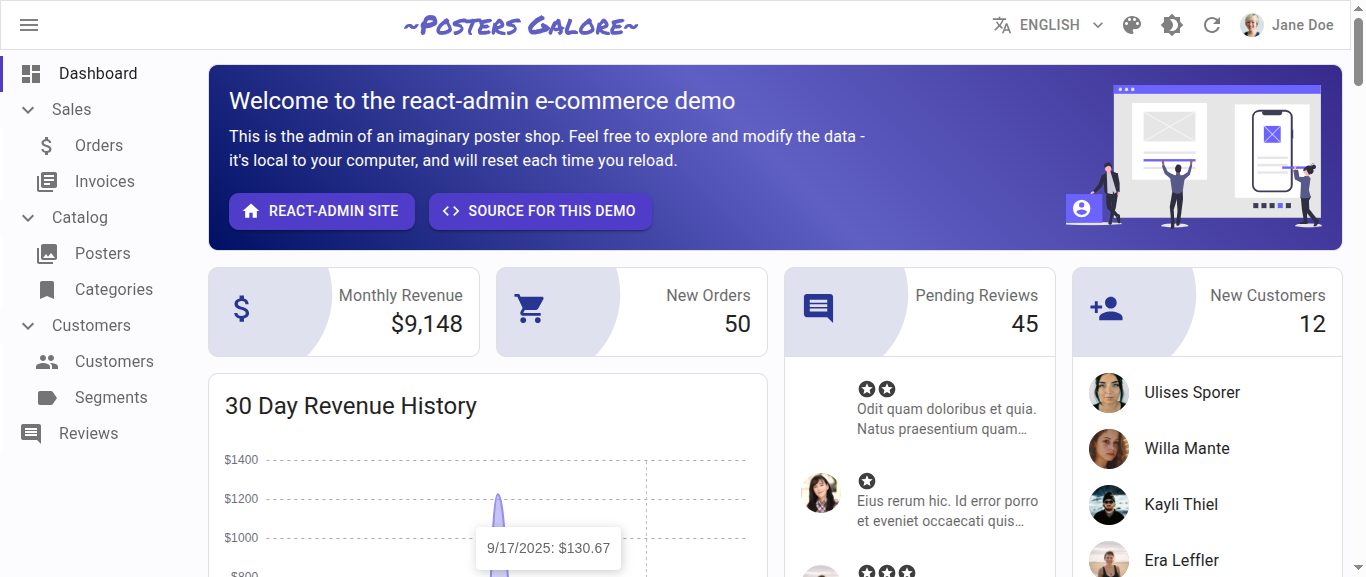 ~Posters Galore~
ENGLISH
Jane Doe
Dashboard
Sales
Orders
Invoices
Catalog
Posters
Categories
Customers
Customers
Segments
Reviews
Welcome to the react-admin e-commerce demo
This is the admin of an imaginary poster shop. Feel free to explore and modify the data -
it's local to your computer, and will reset each time you reload.
REACT-ADMIN SITE
SOURCE FOR THIS DEMO
Monthly Revenue
$9,148
New Orders
50
Pending Reviews
45
New Customers
12
30 Day Revenue History
$1400
$1200
$1000
$800
9/17/2025: $130.67
Odit quam doloribus et quia.
Natus praesentium quam...
Eius rerum hic. Id error porro
et eveniet occaecati quis...
Ulises Sporer
Willa Mante
Kayli Thiel
Era Leffler